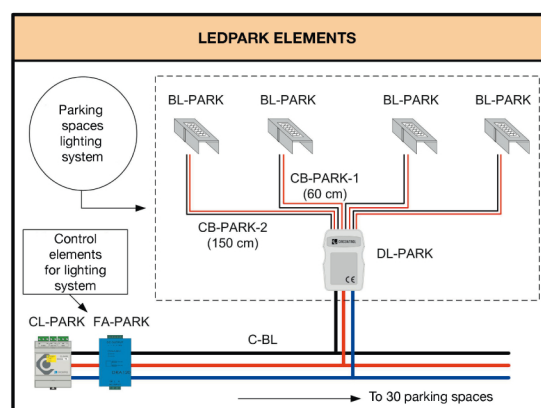 LEDPARK ELEMENTS
BL-PARK BL-PARK BL-PARK BL-PARK
Parking
spaces
lighting
system
CB-PARK-1
(60 cm)
CB-PARK-2
(150 cm)
DL-PARK
CE
Control
elements
for lighting
system
CL-PARK FA-PARK
C-BL
To 30 parking spaces